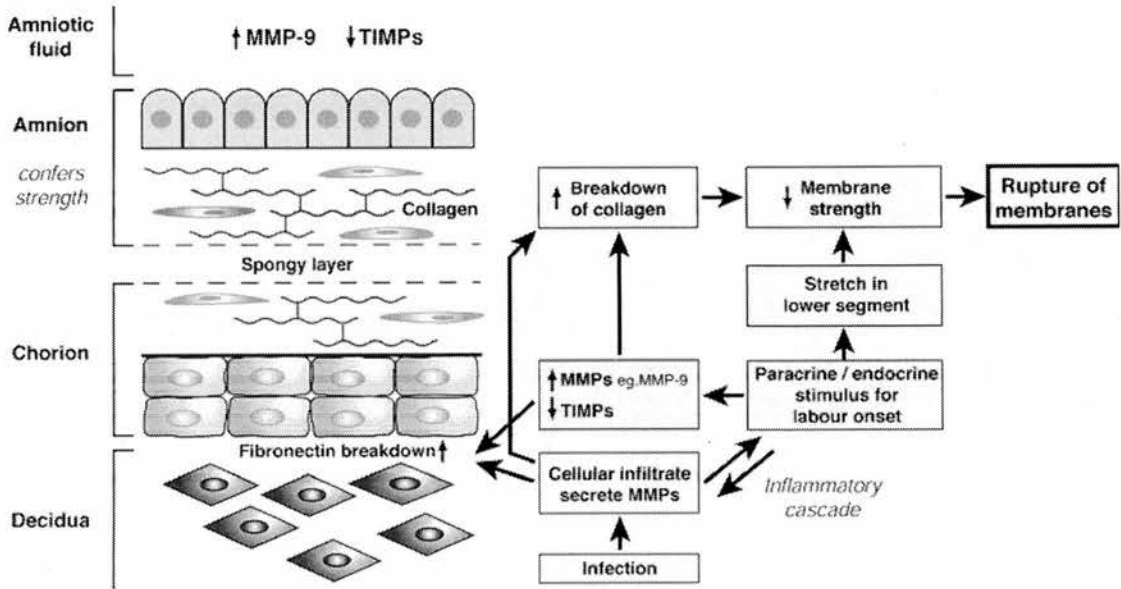 Amniotic
fluid
↑ MMP-9 ↓ TIMPs
Amnion
confers
strength
Collagen
Spongy layer
Chorion
Fibronectin breakdown ↑
Decidua
↑ Breakdown
of collagen
↓ Membrane
strength
Rupture of
membranes
Stretch in
lower segment
↑ MMPs eg.MMP-9
↓ TIMPs
Paracrine / endocrine
stimulus for
labour onset
Cellular infiltrate
secrete MMPs
Inflammatory
cascade
Infection